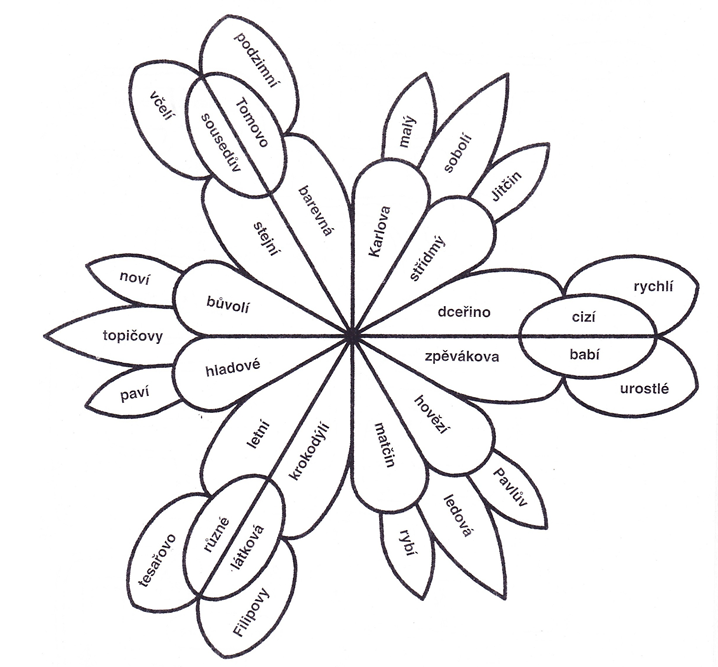 podzimní
včelí
Tomovo
sousedův
barevná
stejní
malý
sobolí
Jitčin
Karlova
střídmý
noví
topičovy
paví
bůvolí
hladové
dceřino
zpěvákova
cizí
babí
rychlí
urostlé
letní
krokodýlí
různé
látková
tesařovo
Filipovy
matčin
hovězí
rybí
ledová
Pavlův